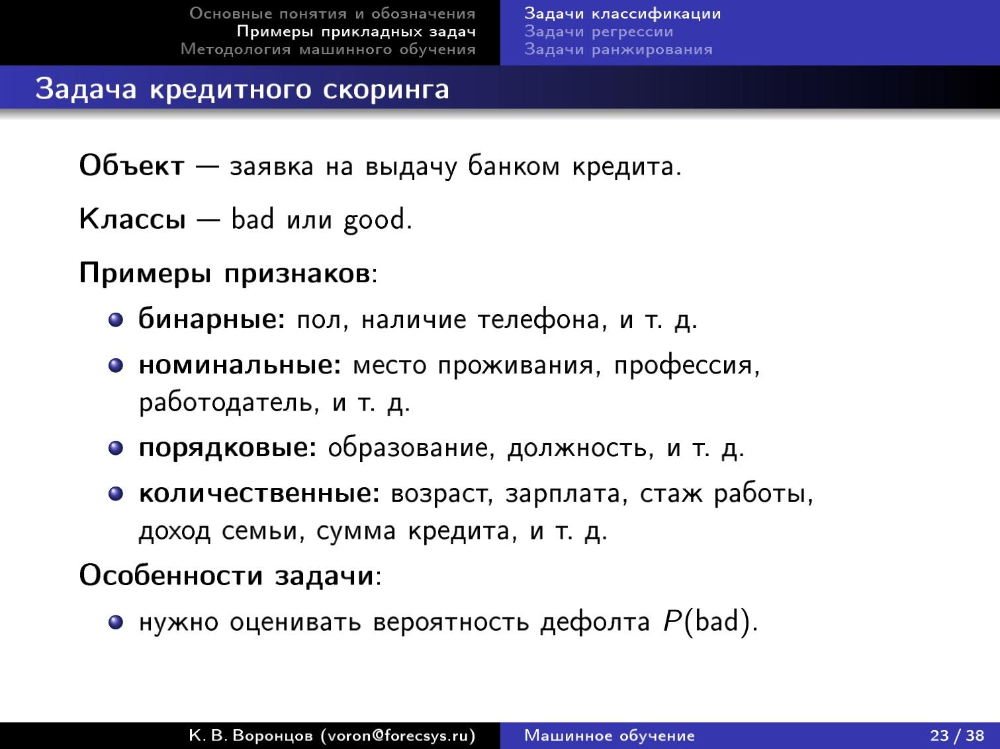 Основные понятия и обозначения
Примеры прикладных задач
Методология машинного обучения
Задачи классификации
Задачи регрессии
Задачи ранжирования
Задача кредитного скоринга
Объект — заявка на выдачу банком кредита.
Классы — bad или good.
Примеры признаков:
бинарные: пол, наличие телефона, и т. д.
номинальные: место проживания, профессия,
работодатель, и т. д.
порядковые: образование, должность, и т. д.
количественные: возраст, зарплата, стаж работы,
доход семьи, сумма кредита, и т. д.
Особенности задачи:
нужно оценивать вероятность дефолта P(bad).
К. В. Воронцов (voron@forecsys.ru)
Машинное обучение
23 / 38